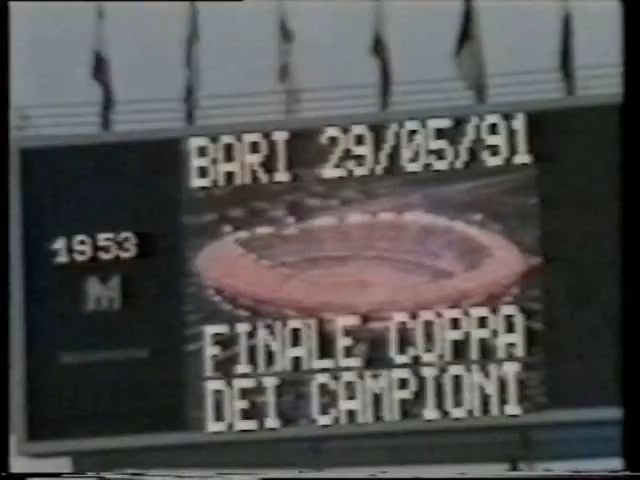 BARI 29/05/91
1953
M
FINALE COPPA
DEI CAMPIONI